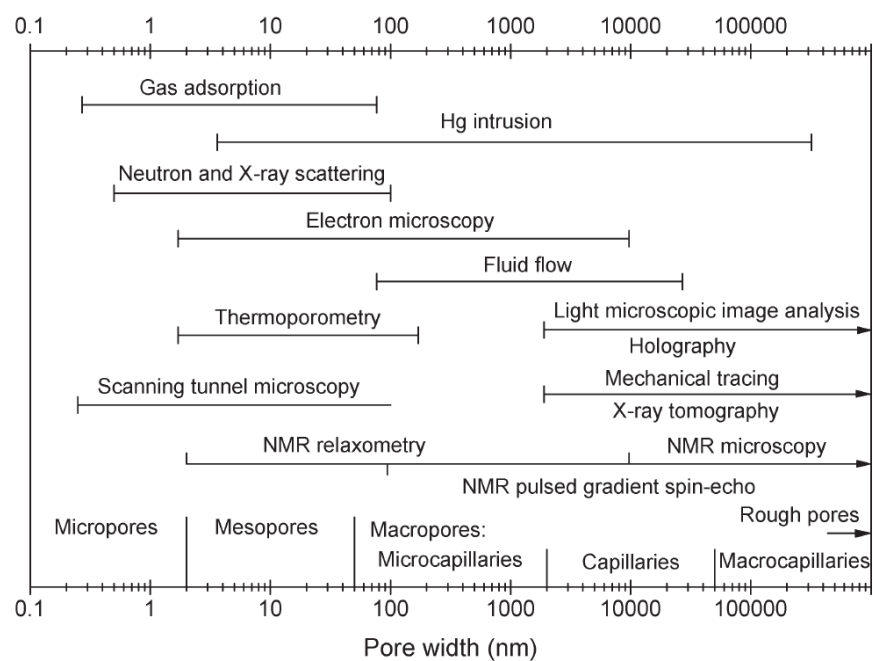 0.1 1 10 100 1000 10000 100000
Gas adsorption
Hg intrusion
Neutron and X-ray scattering
Electron microscopy
Fluid flow
Thermoporometry
Light microscopic image analysis
Holography
Scanning tunnel microscopy
Mechanical tracing
X-ray tomography
NMR relaxometry
NMR microscopy
NMR pulsed gradient spin-echo
Rough pores
Micropores
Mesopores
Macropores:
Microcapillaries
Capillaries
Macrocapillaries
0.1 1 10 100 1000 10000 100000
Pore width (nm)